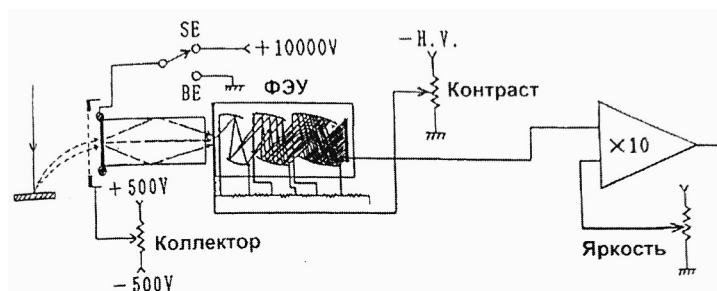 SE
+10000V
BE
ФЭУ
-H.V.
Контраст
×10
+500V
Коллектор
-500V
Яркость